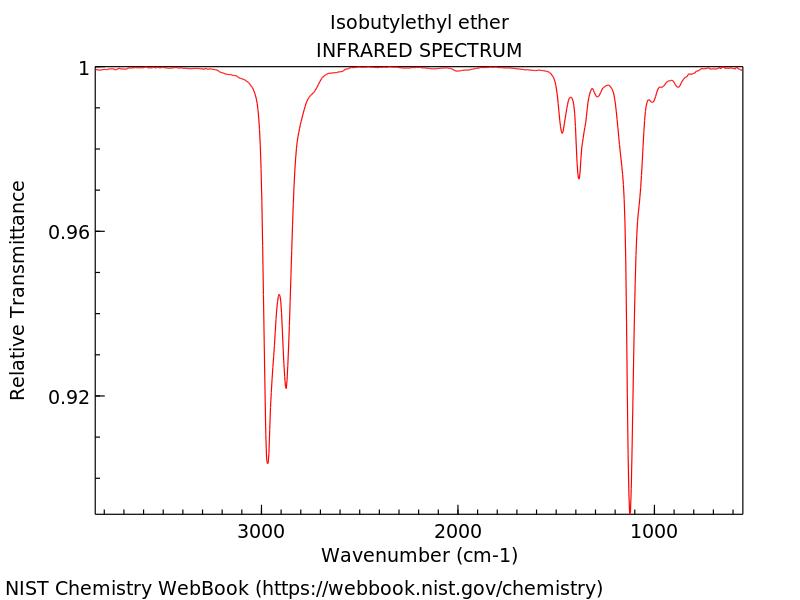 Isobutylethyl ether
INFRARED SPECTRUM
1
0.96
0.92
Relative Transmittance
3000 2000 1000
Wavenumber (cm-1)
NIST Chemistry WebBook (https://webbook.nist.gov/chemistry)